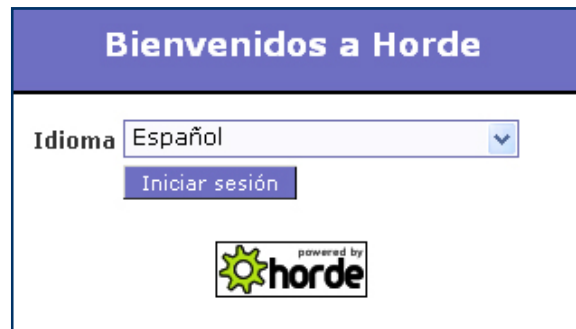 Bienvenidos a Horde
Idioma Español
Iniciar sesión
powered by
horde